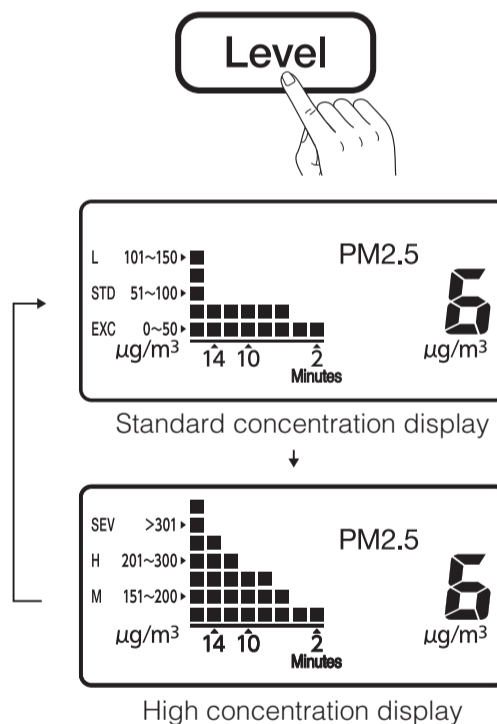 Level
PM2.5
L 101~150
STD 51~100
EXC 0~50
6
µg/m³ 14 10 2 µg/m³
Minutes
Standard concentration display
PM2.5
SEV >301
H 201~300
M 151~200
6
µg/m³ 14 10 2 µg/m³
Minutes
High concentration display